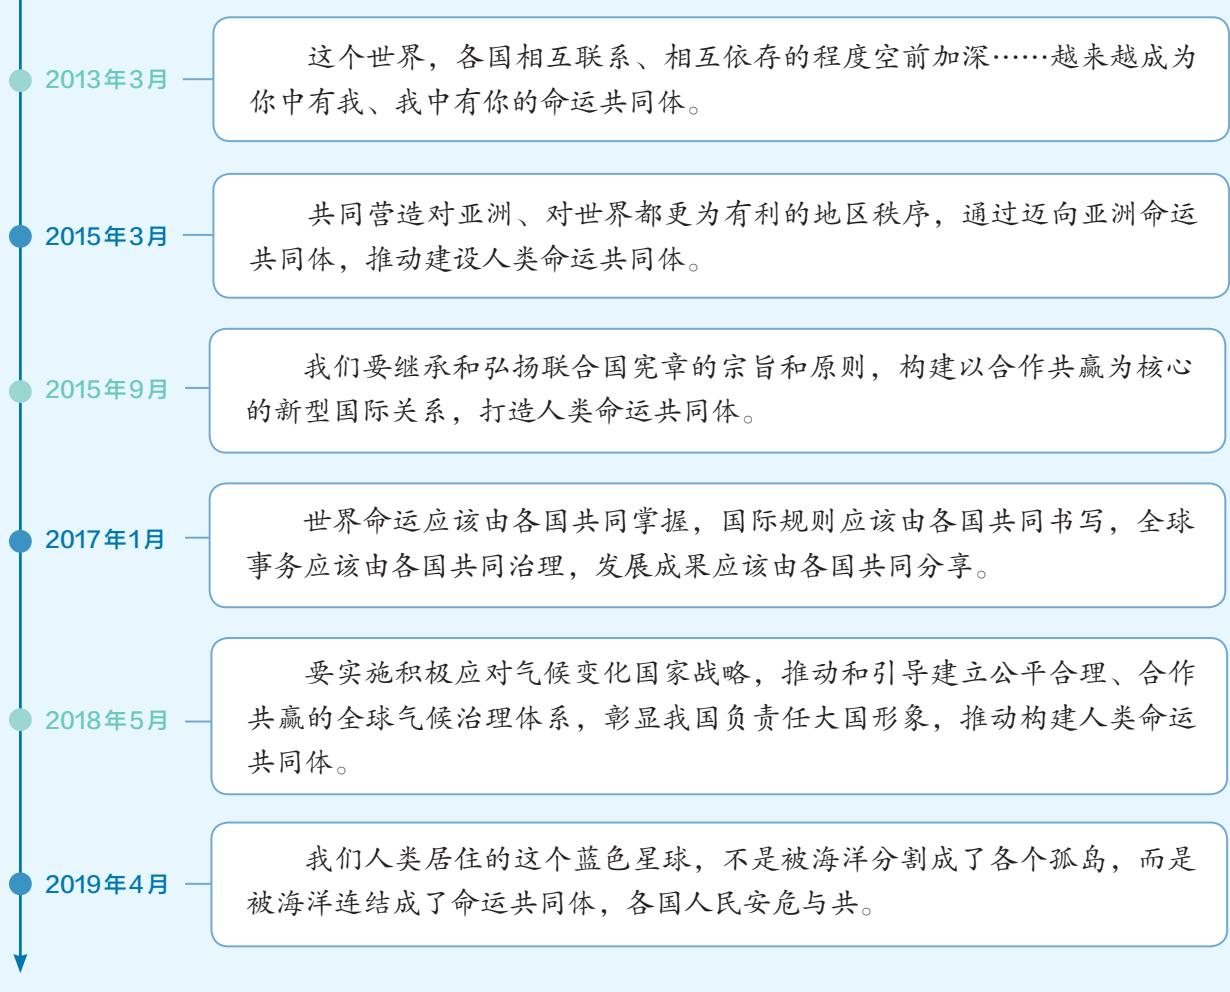 2013年3月
这个世界，各国相互联系、相互依存的程度空前加深……越来越成为
你中有我、我中有你的命运共同体。
2015年3月
共同营造对亚洲、对世界都更为有利的地区秩序，通过迈向亚洲命运
共同体，推动建设人类命运共同体。
2015年9月
我们要继承和弘扬联合国宪章的宗旨和原则，构建以合作共赢为核心
的新型国际关系，打造人类命运共同体。
2017年1月
世界命运应该由各国共同掌握，国际规则应该由各国共同书写，全球
事务应该由各国共同治理，发展成果应该由各国共同分享。
2018年5月
要实施积极应对气候变化国家战略，推动和引导建立公平合理、合作
共赢的全球气候治理体系，彰显我国负责任大国形象，推动构建人类命运
共同体。
2019年4月
我们人类居住的这个蓝色星球，不是被海洋分割成了各个孤岛，而是
被海洋连结成了命运共同体，各国人民安危与共。